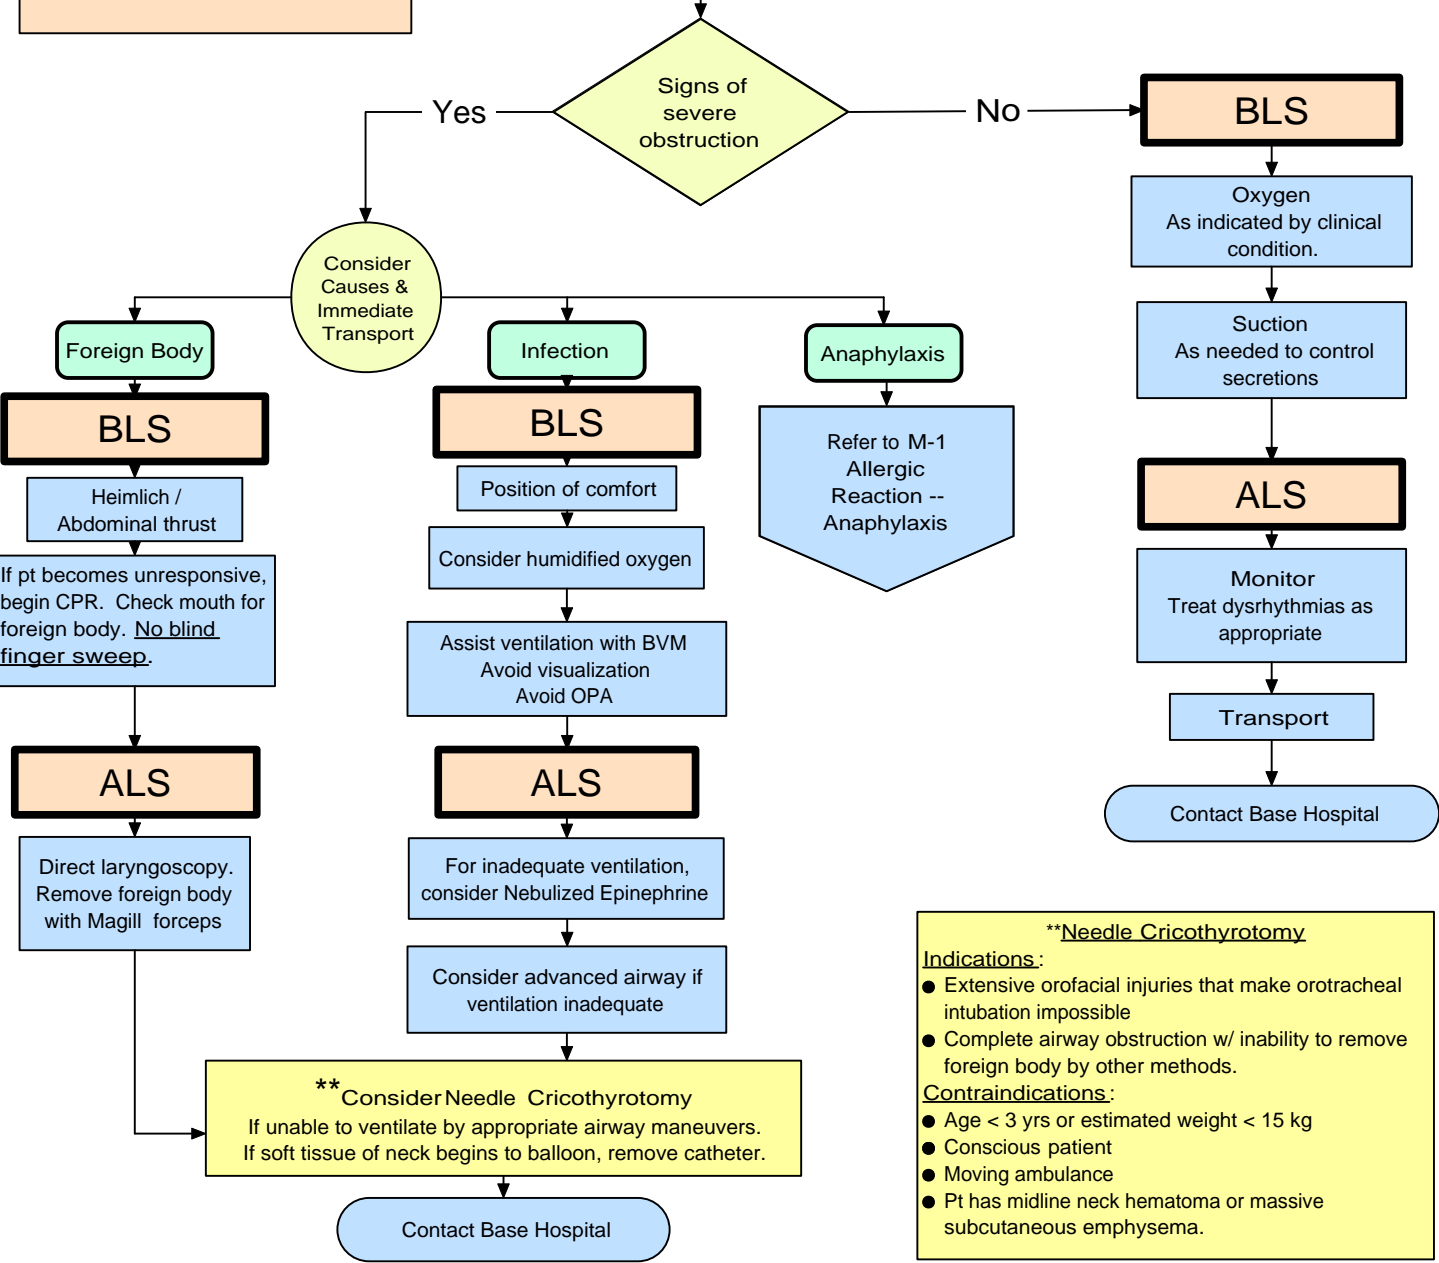 Signs of
severe
obstruction
Yes
No
BLS
Oxygen
As indicated by clinical
condition.
Suction
As needed to control
secretions
ALS
Monitor
Treat dysrhythmias as
appropriate
Transport
Contact Base Hospital
Consider
Causes &
Immediate
Transport
Foreign Body
BLS
Heimlich /
Abdominal thrust
If pt becomes unresponsive,
begin CPR. Check mouth for
foreign body. No blind
finger sweep.
ALS
Direct laryngoscopy.
Remove foreign body
with Magill forceps
Infection
BLS
Position of comfort
Consider humidified oxygen
Assist ventilation with BVM
Avoid visualization
Avoid OPA
ALS
For inadequate ventilation,
consider Nebulized Epinephrine
Consider advanced airway if
ventilation inadequate
Anaphylaxis
Refer to M-1
Allergic
Reaction --
Anaphylaxis
**Consider Needle Cricothyrotomy
If unable to ventilate by appropriate airway maneuvers.
If soft tissue of neck begins to balloon, remove catheter.
Contact Base Hospital
**Needle Cricothyrotomy
Indications:
● Extensive orofacial injuries that make orotracheal
intubation impossible
● Complete airway obstruction w/ inability to remove
foreign body by other methods.
Contraindications:
● Age < 3 yrs or estimated weight < 15 kg
● Conscious patient
● Moving ambulance
● Pt has midline neck hematoma or massive
subcutaneous emphysema.